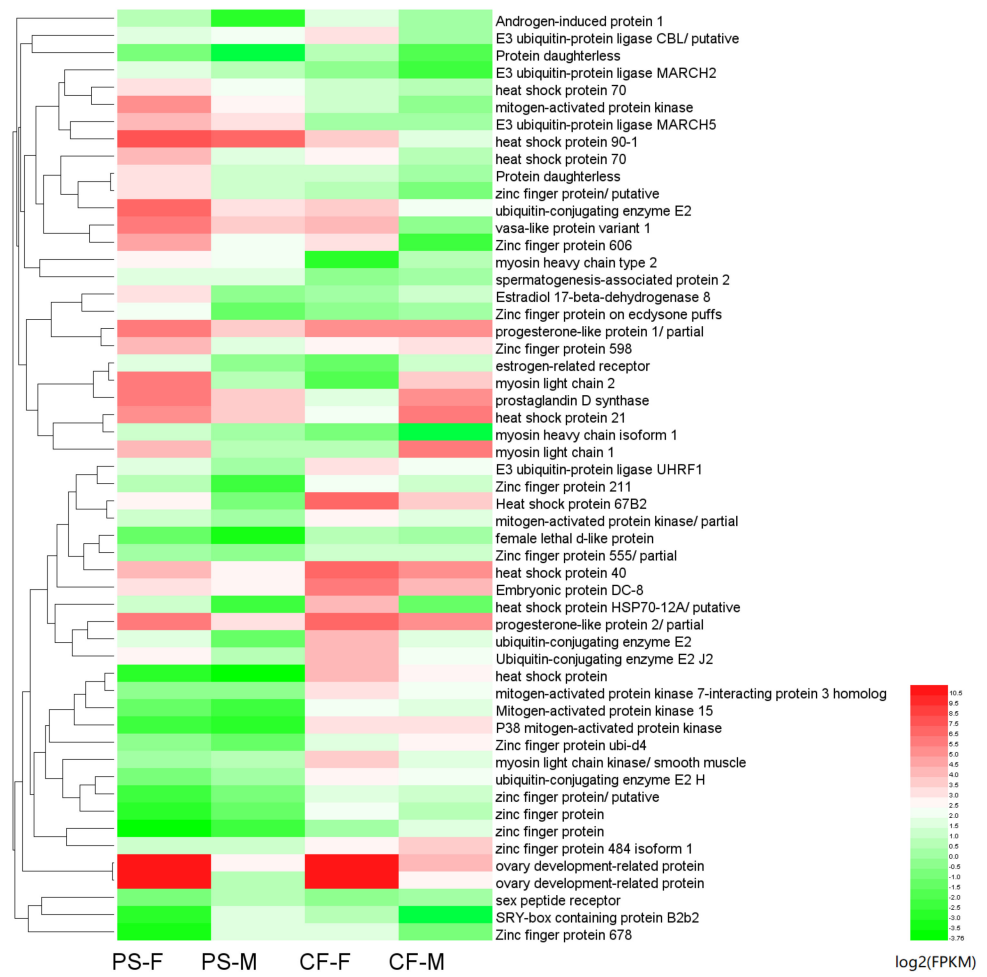 Androgen-induced protein 1
E3 ubiquitin-protein ligase CBL/ putative
Protein daughterless
E3 ubiquitin-protein ligase MARCH2
heat shock protein 70
mitogen-activated protein kinase
E3 ubiquitin-protein ligase MARCH5
heat shock protein 90-1
heat shock protein 70
Protein daughterless
zinc finger protein/ putative
ubiquitin-conjugating enzyme E2
vasa-like protein variant 1
Zinc finger protein 606
myosin heavy chain type 2
spermatogenesis-associated protein 2
Estradiol 17-beta-dehydrogenase 8
Zinc finger protein on ecdysone puffs
progesterone-like protein 1/ partial
Zinc finger protein 598
estrogen-related receptor
myosin light chain 2
prostaglandin D synthase
heat shock protein 21
myosin heavy chain isoform 1
myosin light chain 1
E3 ubiquitin-protein ligase UHRF1
Zinc finger protein 211
Heat shock protein 67B2
mitogen-activated protein kinase/ partial
female lethal d-like protein
Zinc finger protein 555/ partial
heat shock protein 40
Embryonic protein DC-8
heat shock protein HSP70-12A/ putative
progesterone-like protein 2/ partial
ubiquitin-conjugating enzyme E2
Ubiquitin-conjugating enzyme E2 J2
heat shock protein
mitogen-activated protein kinase 7-interacting protein 3 homolog
Mitogen-activated protein kinase 15
P38 mitogen-activated protein kinase
Zinc finger protein ubi-d4
myosin light chain kinase/ smooth muscle
ubiquitin-conjugating enzyme E2 H
zinc finger protein/ putative
zinc finger protein
zinc finger protein
zinc finger protein 484 isoform 1
ovary development-related protein
ovary development-related protein
sex peptide receptor
SRY-box containing protein B2b2
Zinc finger protein 678
PS-F PS-M CF-F CF-M
10.5
9.5
8.5
7.5
6.5
5.5
5.0
4.5
4.0
3.5
3.0
2.5
2.0
1.5
1.0
0.5
0.0
-0.5
-1.0
-1.5
-2.0
-2.5
-3.0
-3.5
-3.76
log2(FPKM)